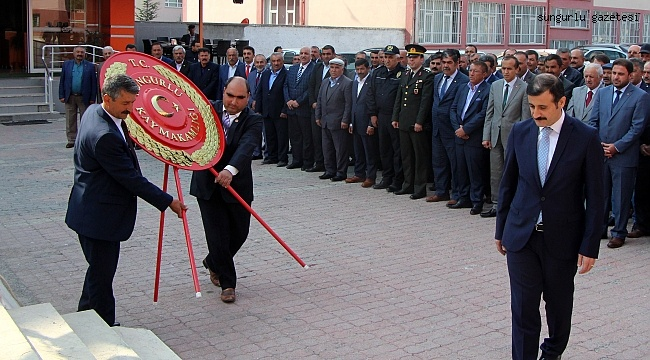 sungurlu gazetesi
SUNGURLU
T.C.
KAYMAKAMLIĞI